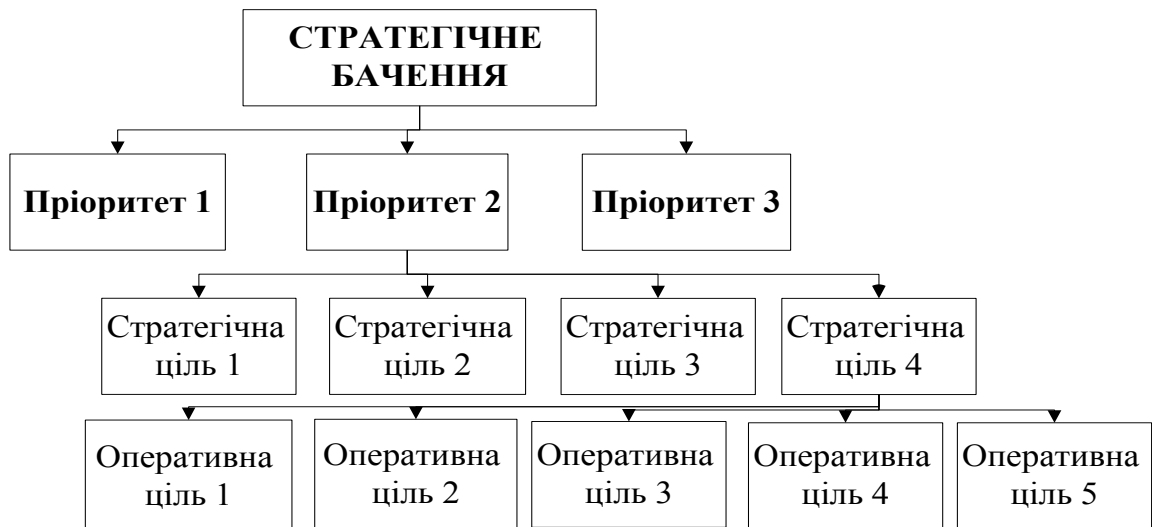 СТРАТЕГІЧНЕ
БАЧЕННЯ
Пріоритет 1
Пріоритет 2
Пріоритет 3
Стратегічна
ціль 1
Стратегічна
ціль 2
Стратегічна
ціль 3
Стратегічна
ціль 4
Оперативна
ціль 1
Оперативна
ціль 2
Оперативна
ціль 3
Оперативна
ціль 4
Оперативна
ціль 5